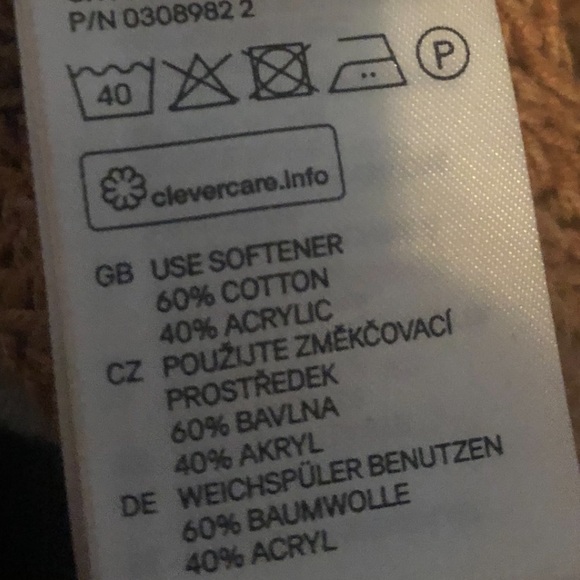 P/N 0308982 2
40
P
clevercare.info
GB USE SOFTENER
60% COTTON
40% ACRYLIC
CZ POUŽIJTE ZMĚKČOVACÍ
PROSTŘEDEK
60% BAVLNA
40% AKRYL
DE WEICHSPÜLER BENUTZEN
60% BAUMWOLLE
40% ACRYL